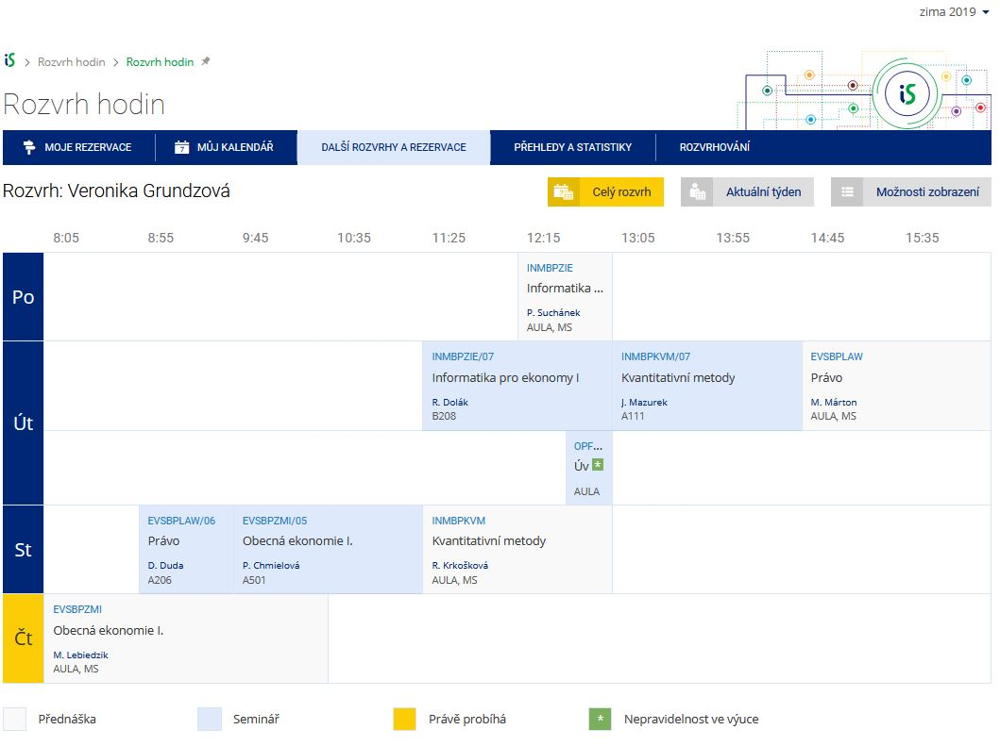 zima 2019
iS > Rozvrh hodin > Rozvrh hodin
Rozvrh hodin
iS
MOJE REZERVACE MŮJ KALENDÁŘ DALŠÍ ROZVRHY A REZERVACE PŘEHLEDY A STATISTIKY ROZVRHOVÁNÍ
Rozvrh: Veronika Grundzová
Celý rozvrh Aktuální týden Možnosti zobrazení
8:05 8:55 9:45 10:35 11:25 12:15 13:05 13:55 14:45 15:35
Po
INMBPZIE
Informatika ...
P. Suchánek
AULA, MS
Út
INMBPZIE/07
Informatika pro ekonomy I
R. Dolák
B208
INMBPKVM/07
Kvantitativní metody
J. Mazurek
A111
EVSBPLAW
Právo
M. Márton
AULA, MS
OPF...
Úv *
AULA
St
EVSBPLAW/06
Právo
D. Duda
A206
EVSBPZMI/05
Obecná ekonomie I.
P. Chmielová
A501
INMBPKVM
Kvantitativní metody
R. Krkošková
AULA, MS
Čt
EVSBPZMI
Obecná ekonomie I.
M. Lebiedzik
AULA, MS
Přednáška Seminář Právě probíhá * Nepravidelnost ve výuce